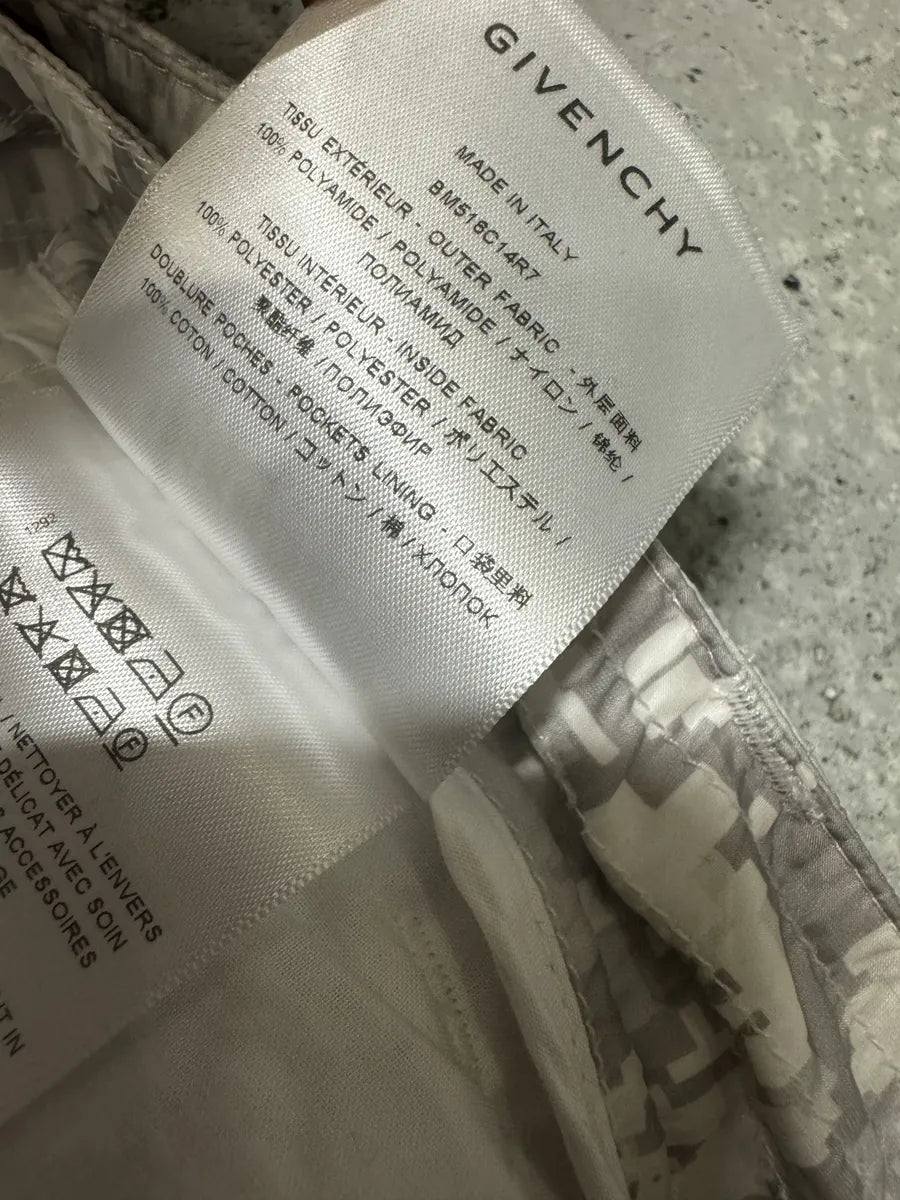 GIVENCHY
MADE IN ITALY
BM516C14R7
TISSU EXTÉRIEUR - OUTER FABRIC - 外层面料
100% POLYAMIDE / POLYAMIDE / ナイロン / 锦纶 /
ПОЛИАМИД
TISSU INTÉRIEUR - INSIDE FABRIC
100% POLYESTER / POLYESTER / ポリエステル /
聚酯纤维 / ПОЛИЭФИР
DOUBLURE POCHES - POCKETS LINING - 口袋里料
100% COTON / COTTON / コットン / 棉 / ХЛОПОК
1292
F
F
/ NETTOYER À L'ENVERS
DÉLICAT AVEC SOIN
ACCESSOIRES
GE
IN